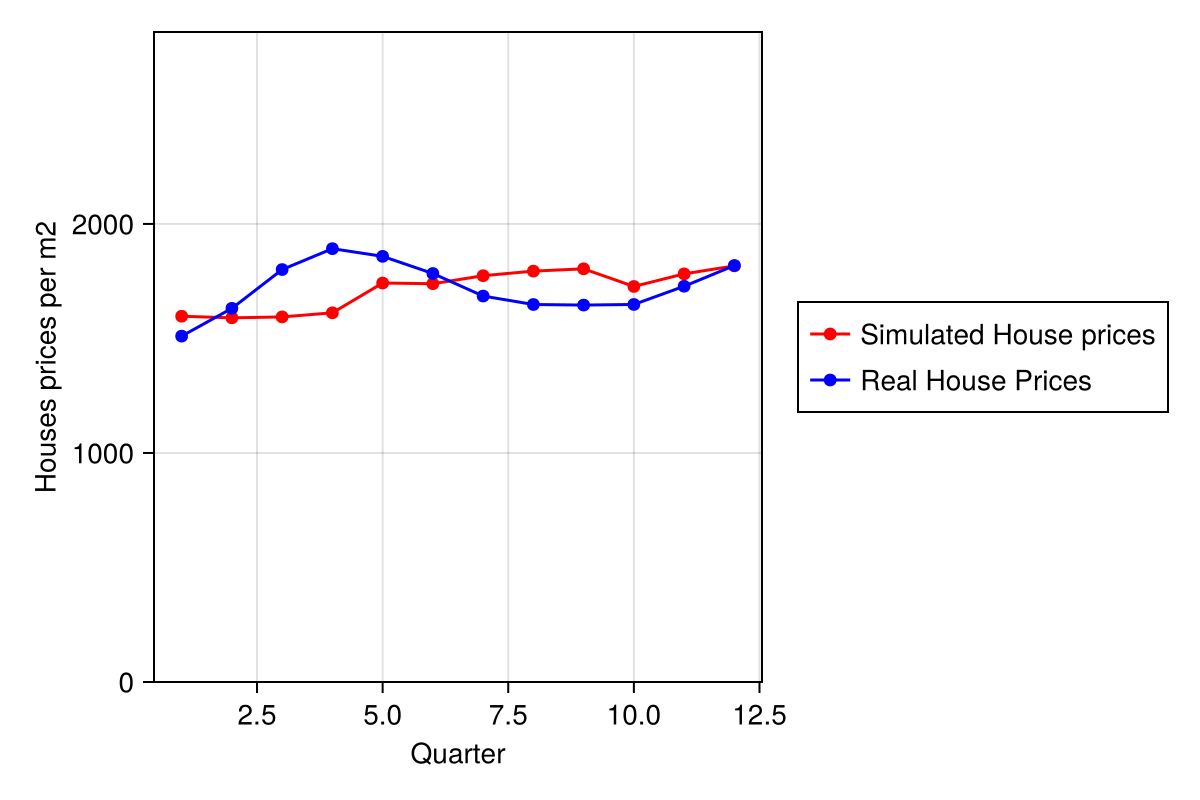 Houses prices per m2
2000
1000
0
2.5 5.0 7.5 10.0 12.5
Quarter
Simulated House prices
Real House Prices